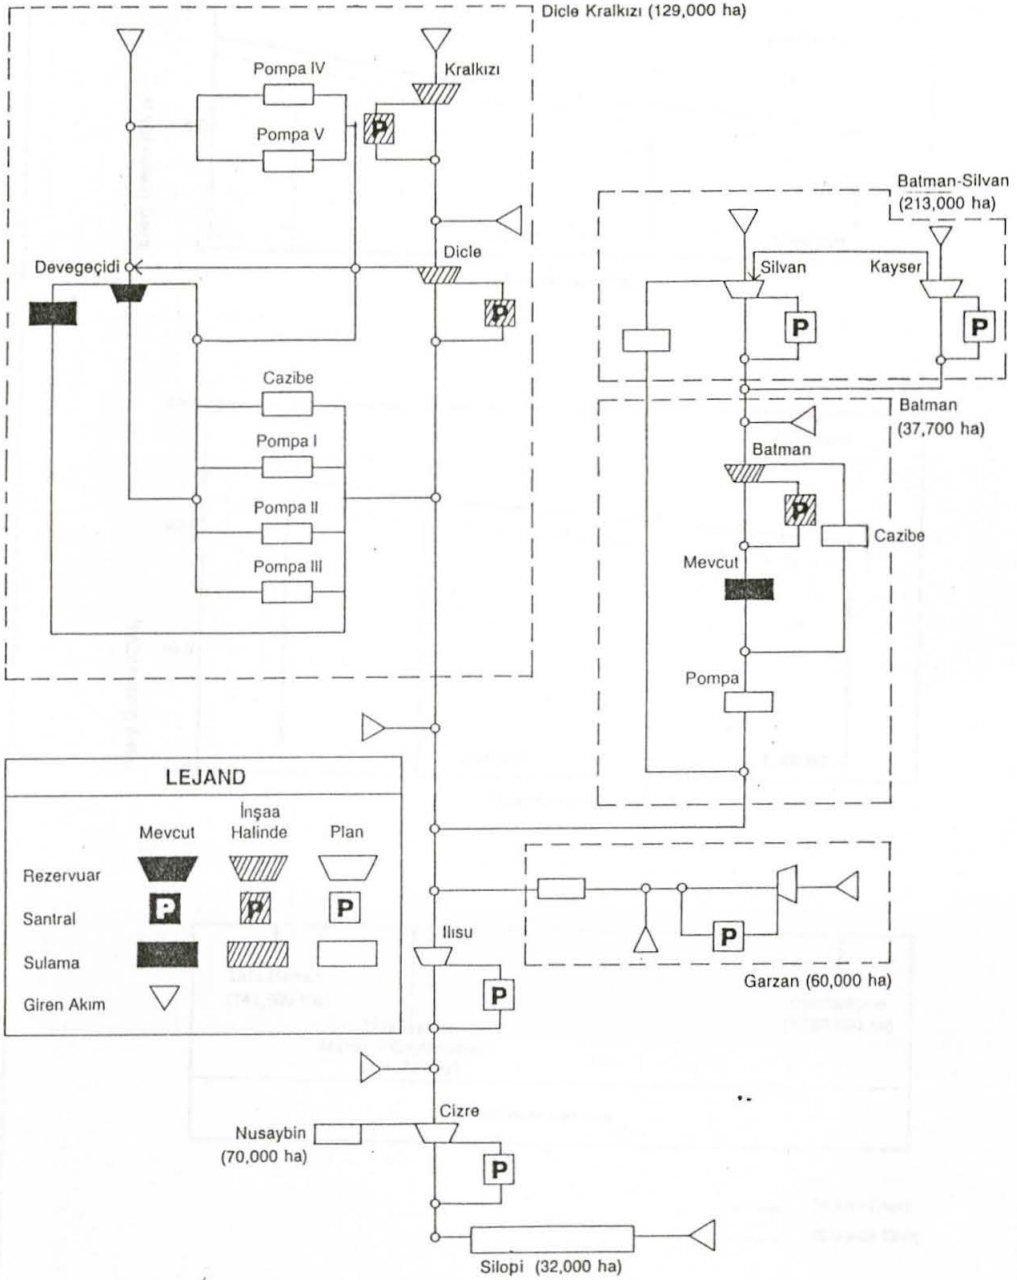 Dicle Kralkızı (129,000 ha)
Pompa IV
Kralkızı
P
Pompa V
Devegeçidi
Dicle
P
Cazibe
Pompa I
Pompa II
Pompa III
Batman-Silvan
(213,000 ha)
Silvan
Kayser
P
P
Batman
(37,700 ha)
Batman
P
Cazibe
Mevcut
Pompa
LEJAND
Mevcut
İnşaa
Halinde
Plan
Rezervuar
Santral
P
P
P
Sulama
Giren Akım
P
Garzan (60,000 ha)
Ilısu
P
Cizre
Nusaybin
(70,000 ha)
P
Silopi (32,000 ha)